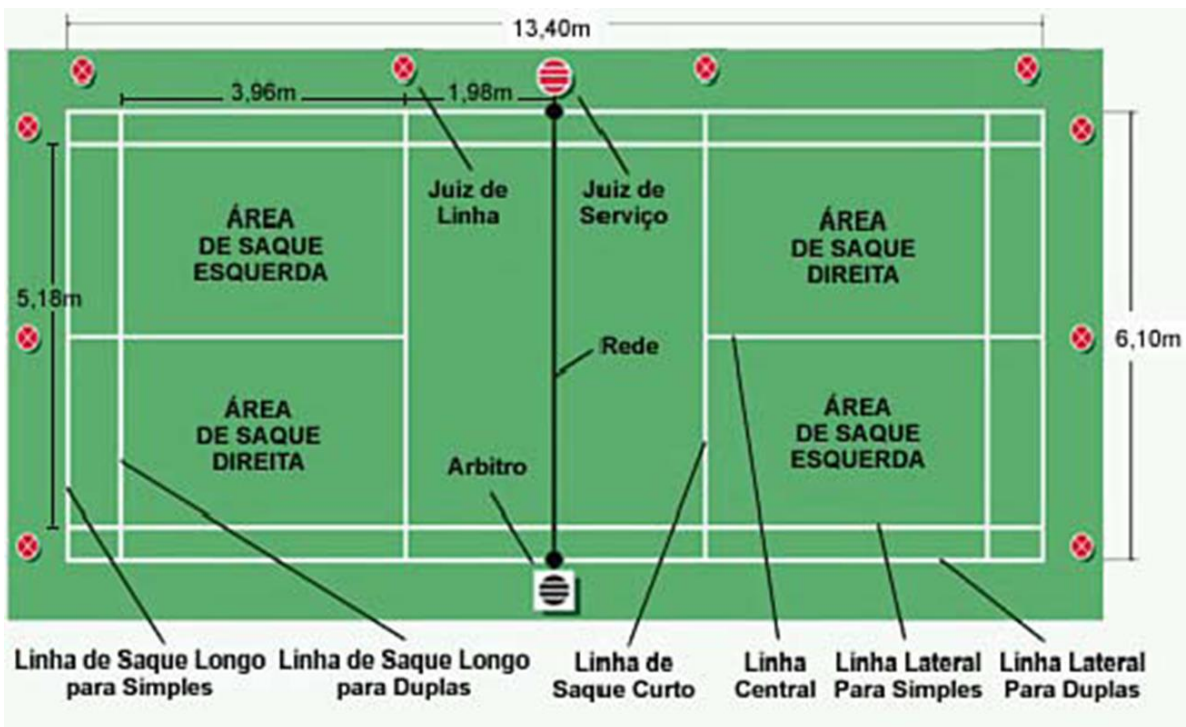 13,40m
3,96m
1,98m
Juiz de
Linha
Juiz de
Serviço
ÁREA
DE SAQUE
ESQUERDA
ÁREA
DE SAQUE
DIREITA
5,18m
Rede
6,10m
ÁREA
DE SAQUE
DIREITA
Arbitro
ÁREA
DE SAQUE
ESQUERDA
Linha de Saque Longo
para Simples
Linha de Saque Longo
para Duplas
Linha de
Saque Curto
Linha
Central
Linha Lateral
Para Simples
Linha Lateral
Para Duplas